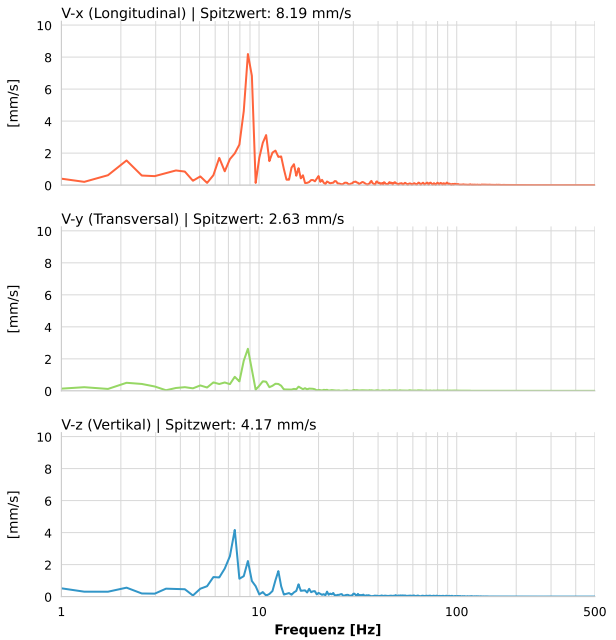 V-x (Longitudinal) | Spitzwert: 8.19 mm/s
10
8
6
4
2
0
[mm/s]
V-y (Transversal) | Spitzwert: 2.63 mm/s
10
8
6
4
2
0
[mm/s]
V-z (Vertikal) | Spitzwert: 4.17 mm/s
10
8
6
4
2
0
[mm/s]
1 10 100 500
Frequenz [Hz]